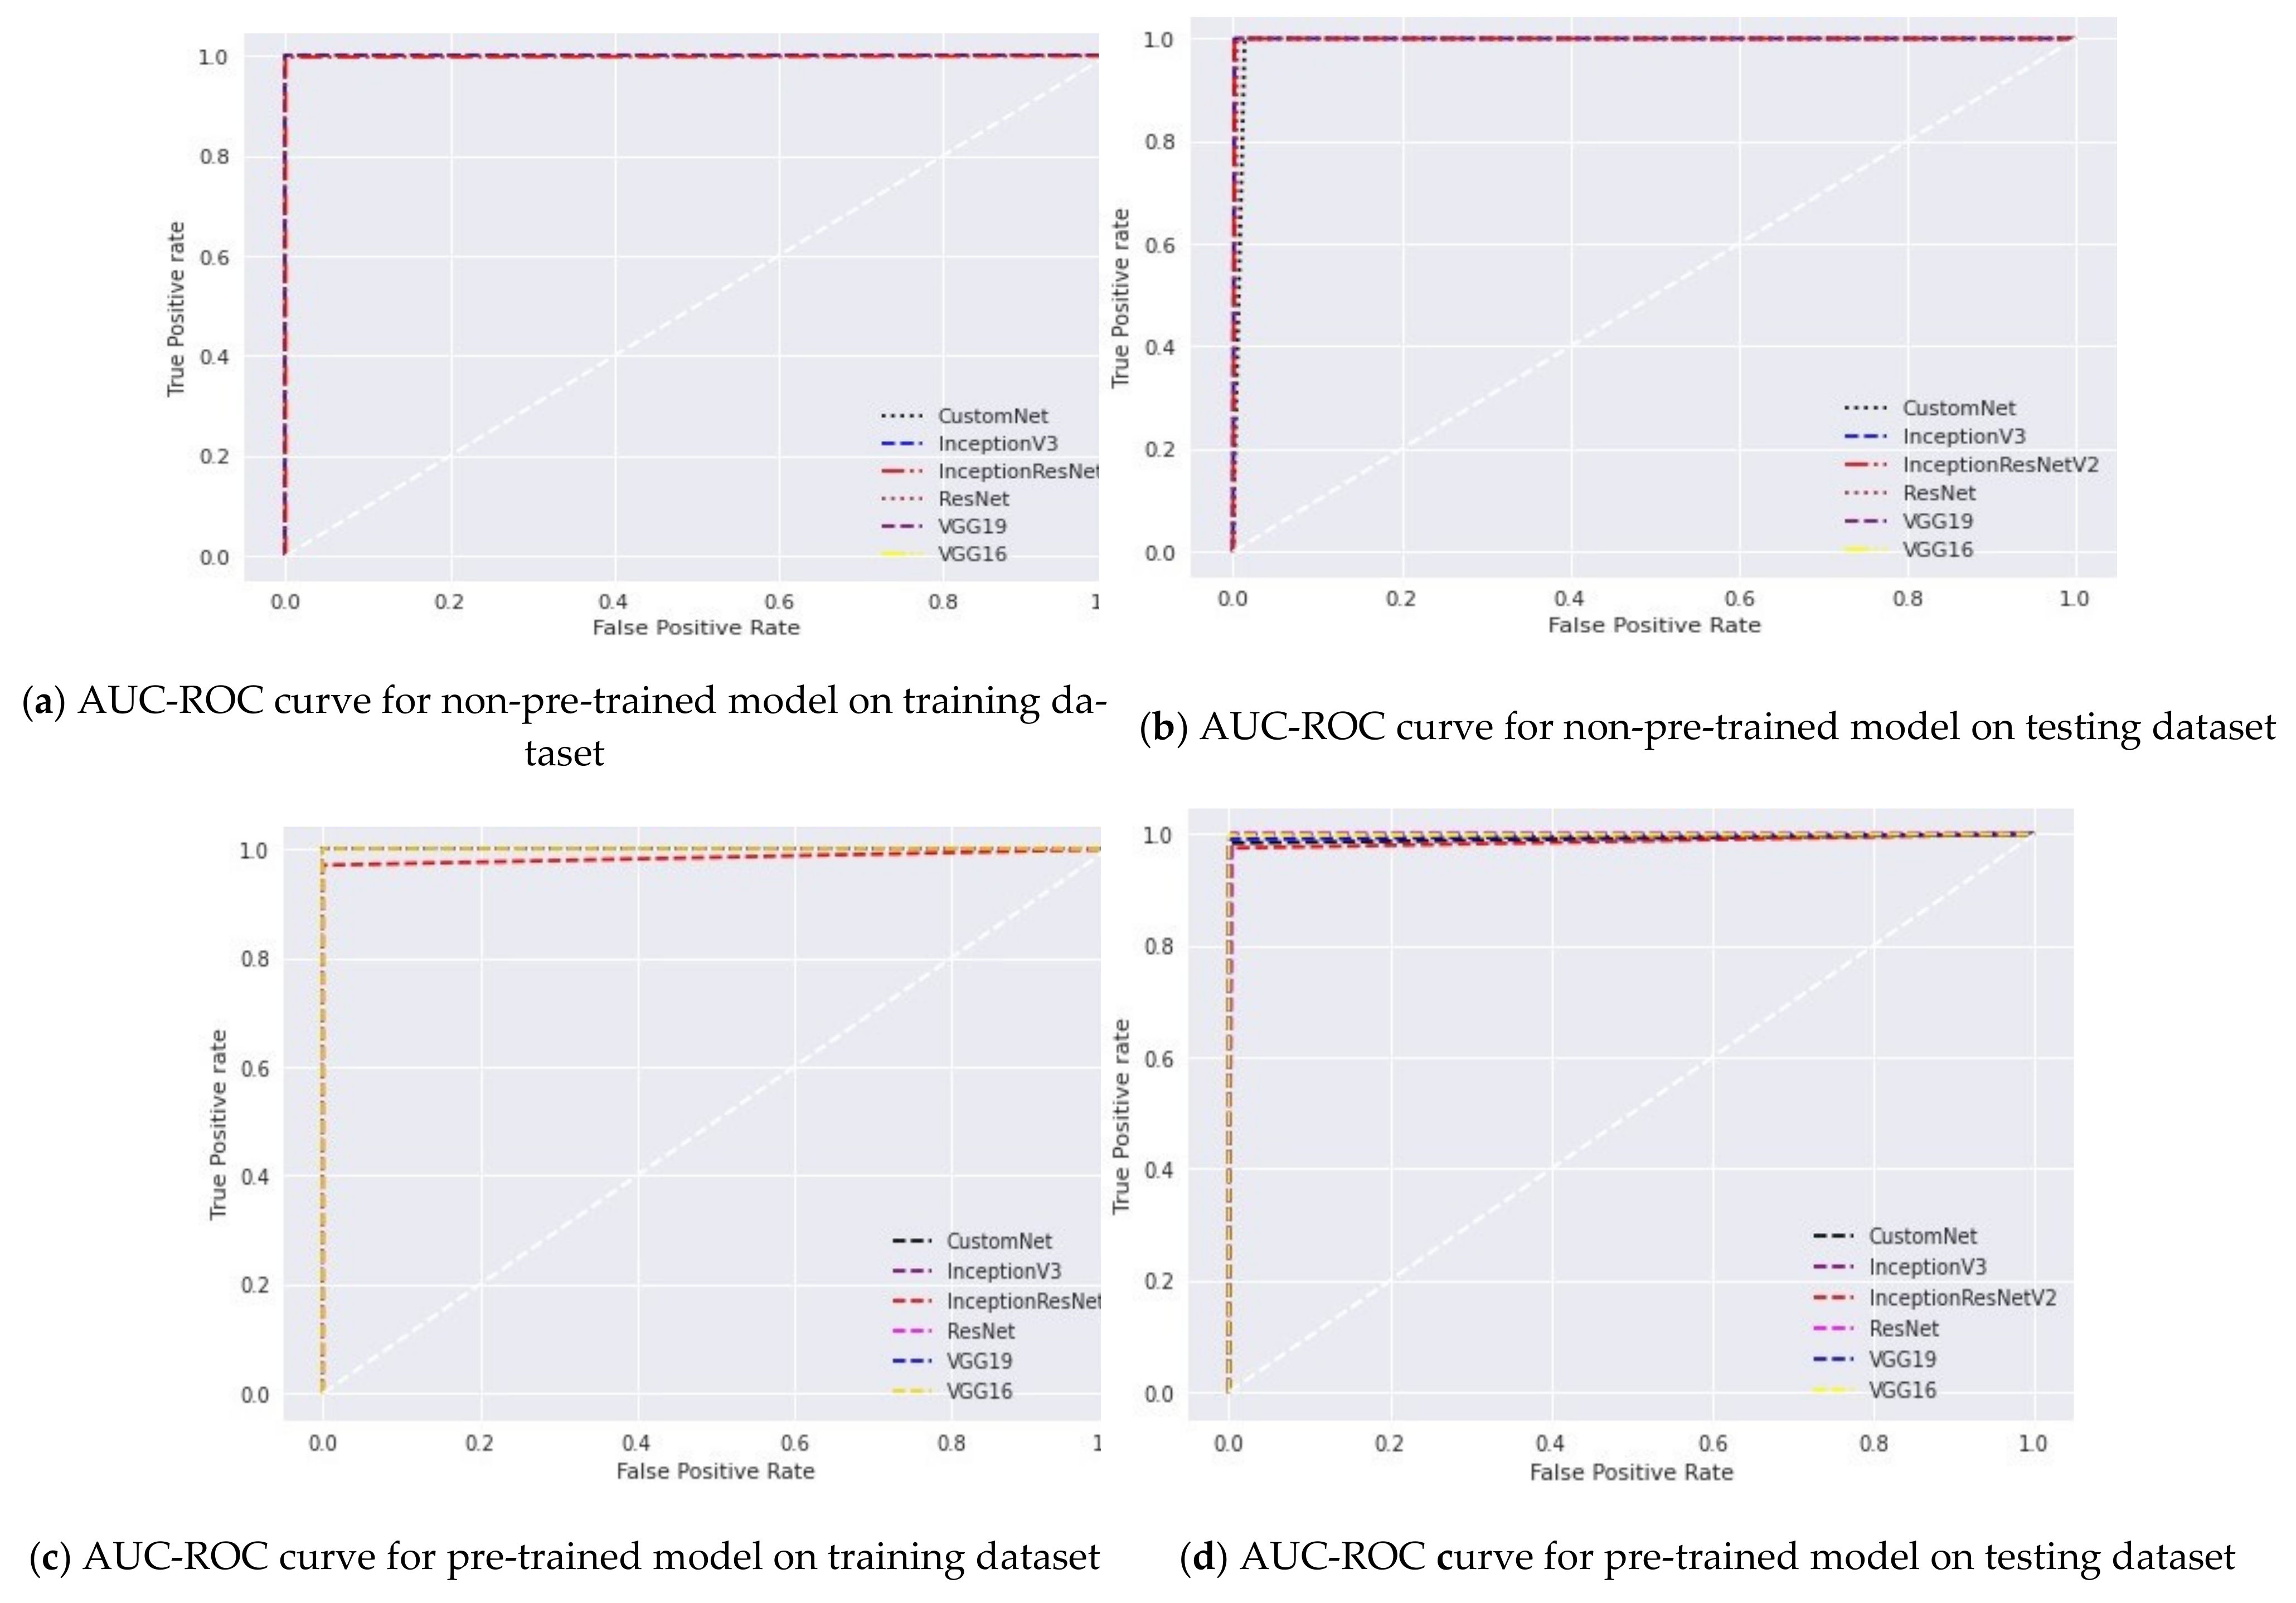 1.0
0.8
0.6
0.4
0.2
0.0
True Positive rate
CustomNet
InceptionV3
InceptionResNet
ResNet
VGG19
VGG16
0.0 0.2 0.4 0.6 0.8 1
False Positive Rate
(a) AUC-ROC curve for non-pre-trained model on training da-
taset
1.0
0.8
0.6
0.4
0.2
0.0
True Positive rate
CustomNet
InceptionV3
InceptionResNetV2
ResNet
VGG19
VGG16
0.0 0.2 0.4 0.6 0.8 1.0
False Positive Rate
(b) AUC-ROC curve for non-pre-trained model on testing dataset
1.0
0.8
0.6
0.4
0.2
0.0
True Positive rate
CustomNet
InceptionV3
InceptionResNet
ResNet
VGG19
VGG16
0.0 0.2 0.4 0.6 0.8 1
False Positive Rate
(c) AUC-ROC curve for pre-trained model on training dataset
1.0
0.8
0.6
0.4
0.2
0.0
True Positive rate
CustomNet
InceptionV3
InceptionResNetV2
ResNet
VGG19
VGG16
0.0 0.2 0.4 0.6 0.8 1.0
False Positive Rate
(d) AUC-ROC curve for pre-trained model on testing dataset